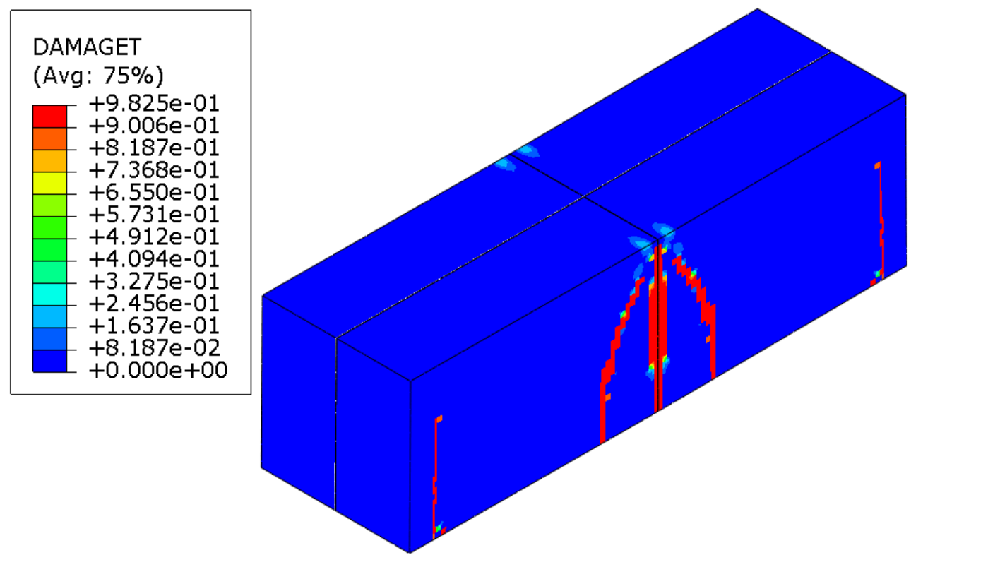 DAMAGET
(Avg: 75%)
+9.825e-01
+9.006e-01
+8.187e-01
+7.368e-01
+6.550e-01
+5.731e-01
+4.912e-01
+4.094e-01
+3.275e-01
+2.456e-01
+1.637e-01
+8.187e-02
+0.000e+00